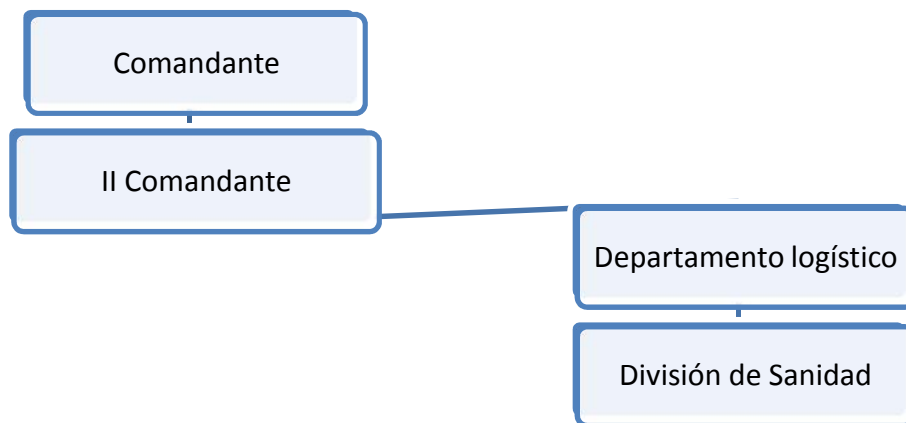 Comandante
II Comandante
Departamento logístico
División de Sanidad